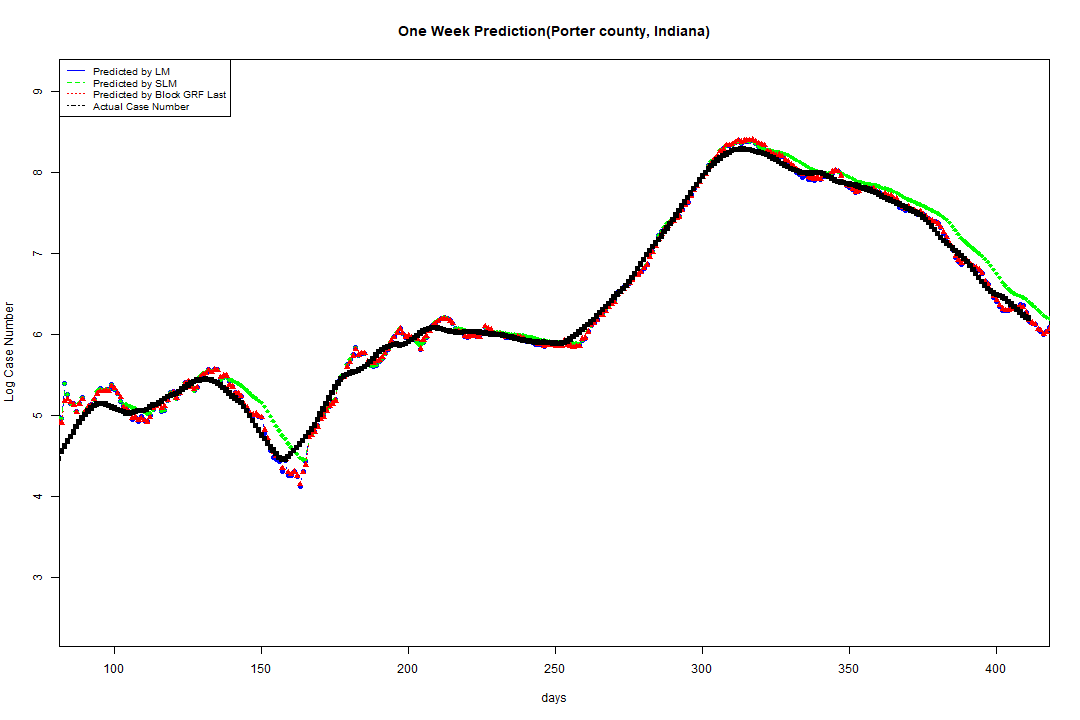 One Week Prediction(Porter county, Indiana)
Predicted by LM
Predicted by SLM
Predicted by Block GRF Last
Actual Case Number
9
8
7
6
5
4
3
Log Case Number
100 150 200 250 300 350 400
days